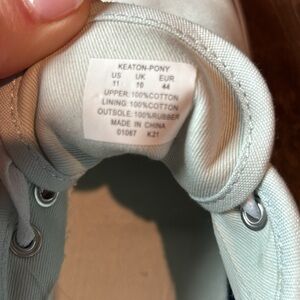 KEATON-PONY
US UK EUR
11 10 44
UPPER:100%COTTON
LINING:100%COTTON
OUTSOLE:100%RUBBER
MADE IN CHINA
01067 K21